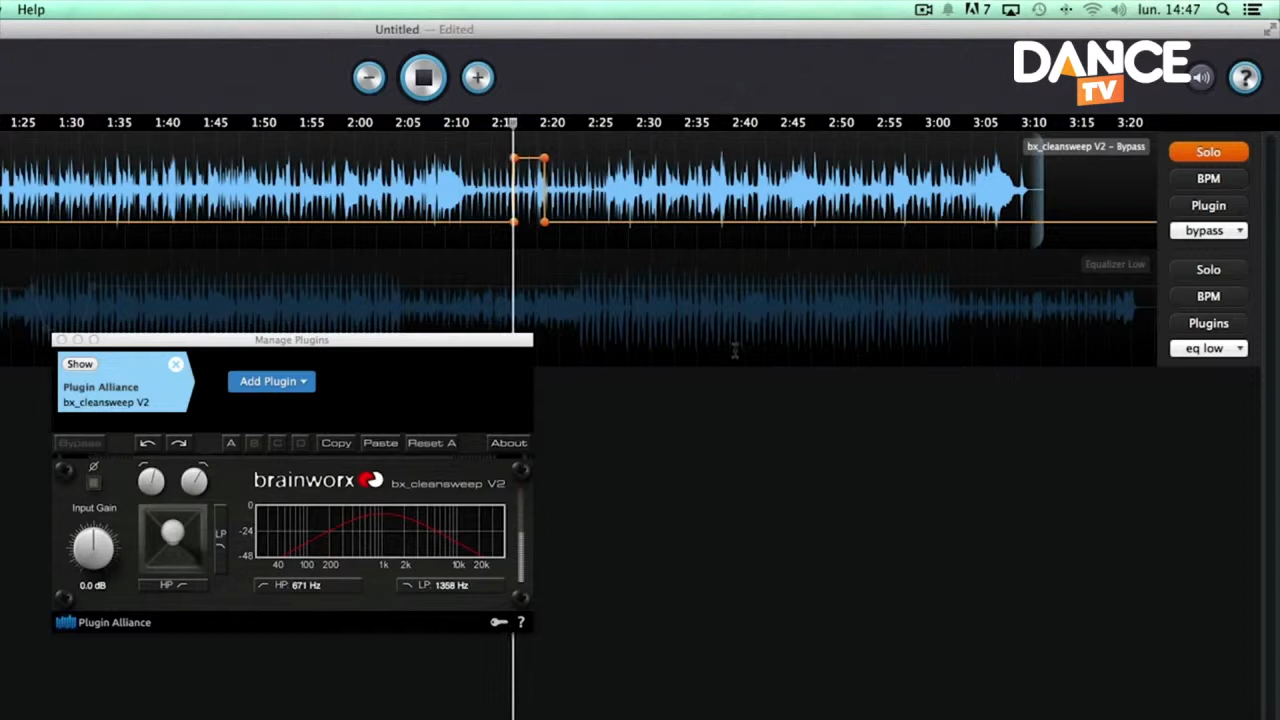 Help
7
lun. 14:47
Untitled — Edited
DANCE
TV
?
1:25 1:30 1:35 1:40 1:45 1:50 1:55 2:00 2:05 2:10 2:1 2:20 2:25 2:30 2:35 2:40 2:45 2:50 2:55 3:00 3:05 3:10 3:15 3:20
bx_cleansweep V2 - Bypass
Solo
BPM
Plugin
bypass
Equalizer Low
Solo
BPM
Plugins
eq low
Manage Plugins
Show
Plugin Alliance
bx_cleansweep V2
Add Plugin
Bypass
A B C D Copy Paste Reset A About
brainworx bx_cleansweep V2
Input Gain
0.0 dB
LP
HP
0
-24
-48
40 100 200 1k 2k 10k 20k
HP: 671 Hz
LP: 1358 Hz
Plugin Alliance
?